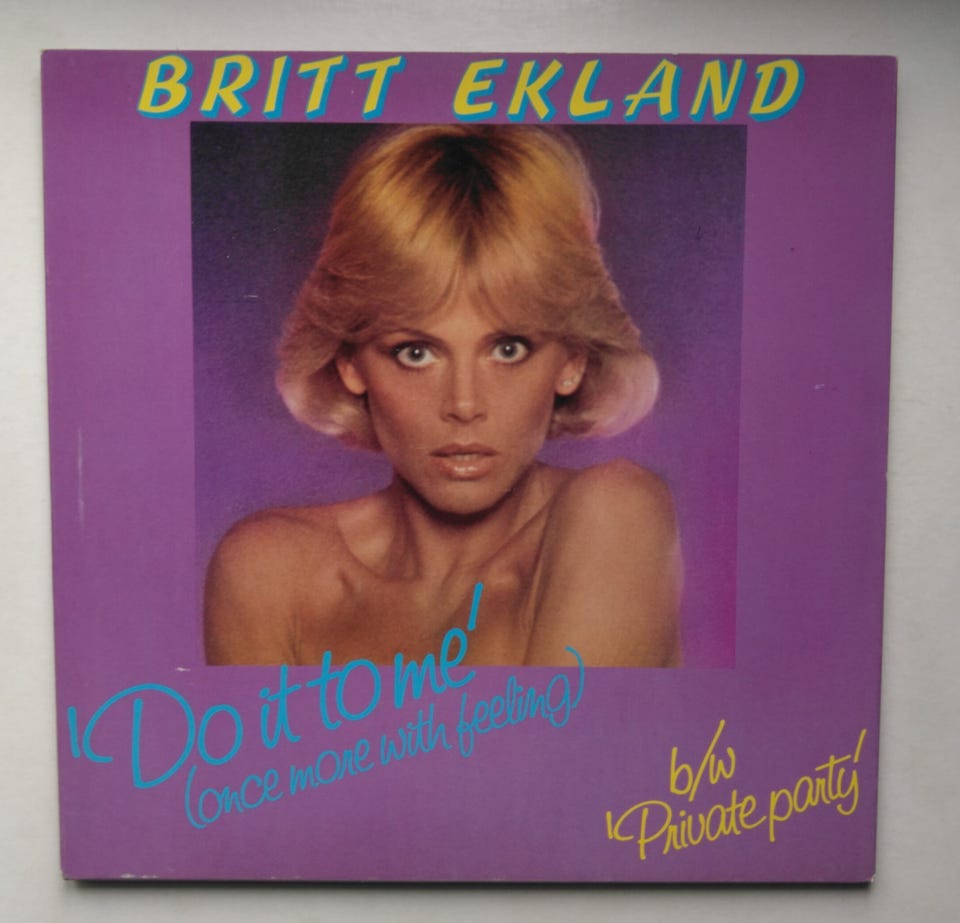 BRITT EKLAND
'Do it to me'
(once more with feeling)
b/w
'Private party'